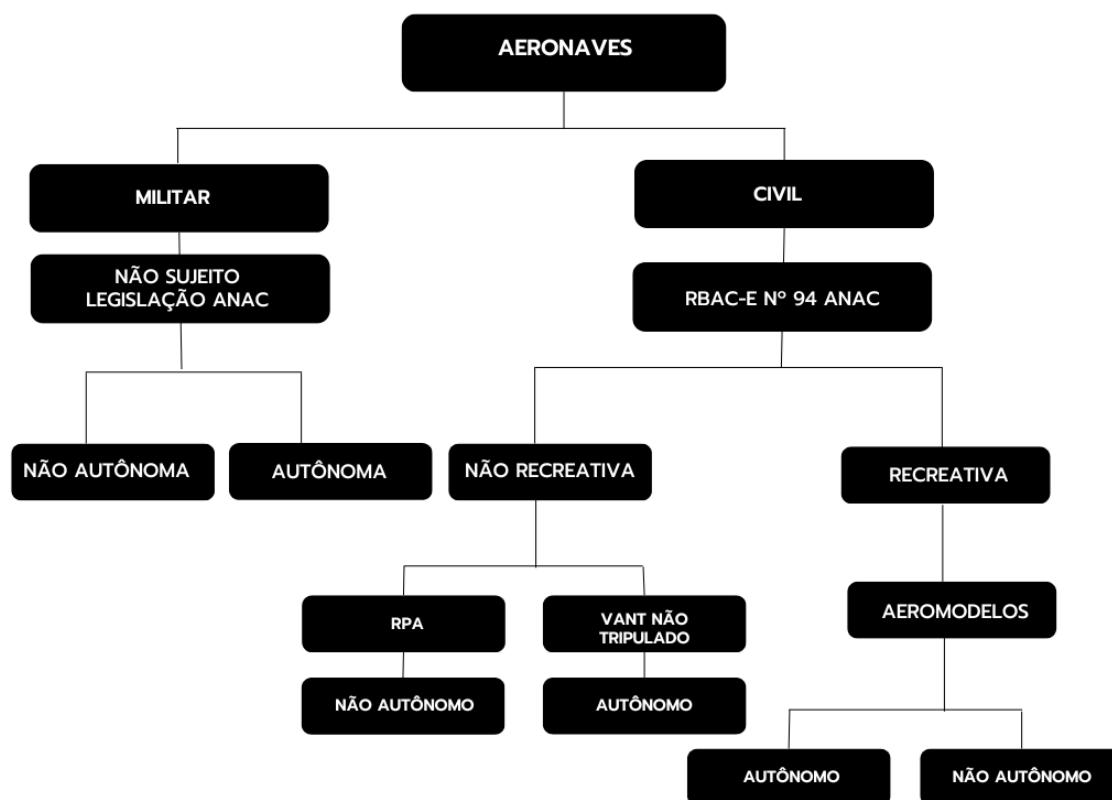 AERONAVES
MILITAR
CIVIL
NÃO SUJEITO
LEGISLAÇÃO ANAC
RBAC-E Nº 94 ANAC
NÃO AUTÔNOMA
AUTÔNOMA
NÃO RECREATIVA
RECREATIVA
RPA
VANT NÃO
TRIPULADO
AEROMODELOS
NÃO AUTÔNOMO
AUTÔNOMO
AUTÔNOMO
NÃO AUTÔNOMO